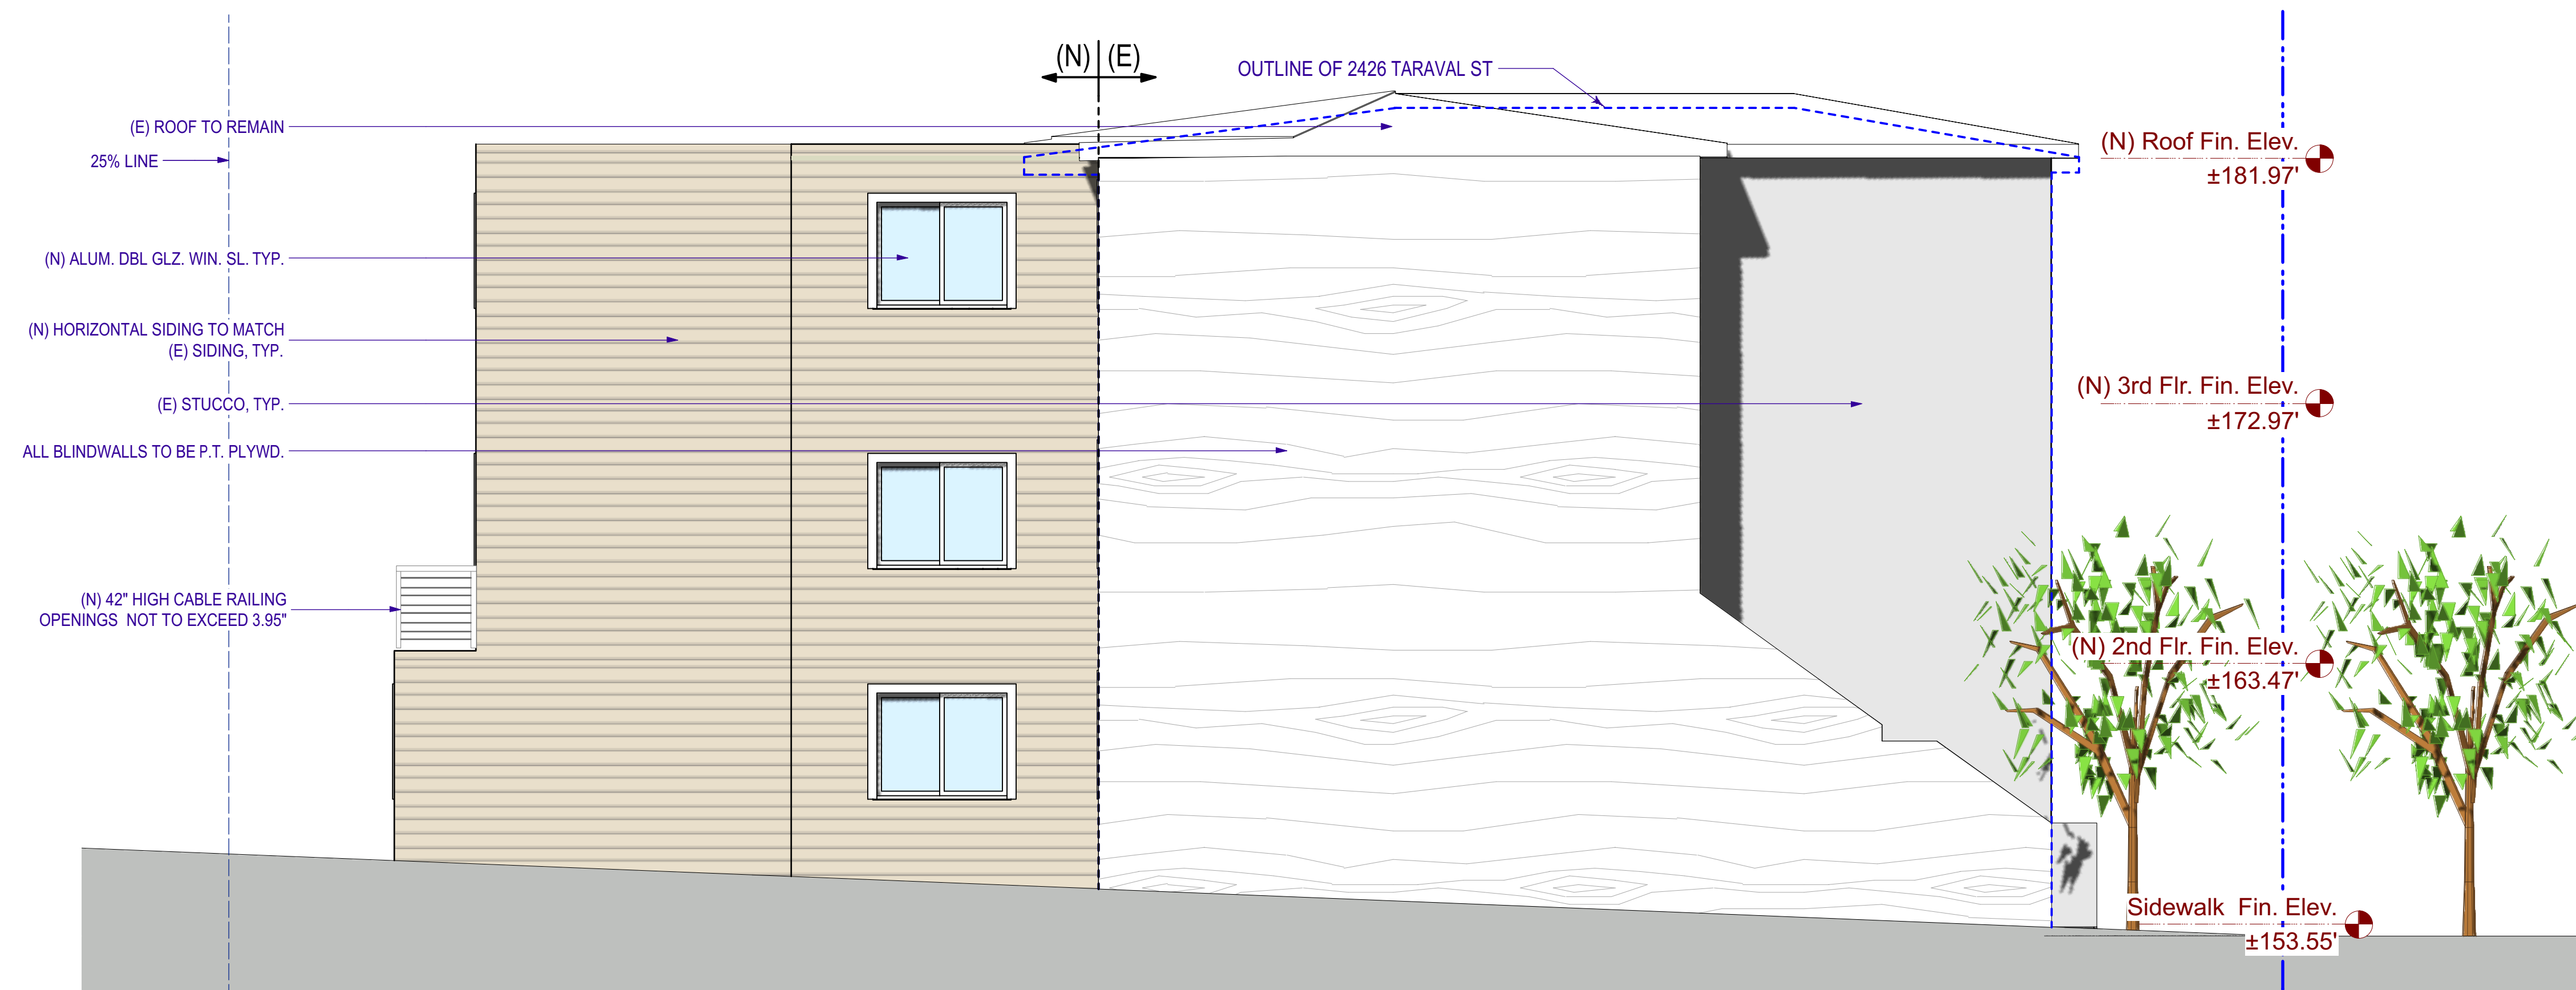 (N) (E)
OUTLINE OF 2426 TARAVAL ST
(E) ROOF TO REMAIN
25% LINE
(N) ALUM. DBL GLZ. WIN. SL. TYP.
(N) HORIZONTAL SIDING TO MATCH
(E) SIDING, TYP.
(E) STUCCO, TYP.
ALL BLINDWALLS TO BE P.T. PLYWD.
(N) 42" HIGH CABLE RAILING
OPENINGS NOT TO EXCEED 3.95"
(N) Roof Fin. Elev.
±181.97'
(N) 3rd Flr. Fin. Elev.
±172.97'
(N) 2nd Flr. Fin. Elev.
±163.47'
Sidewalk Fin. Elev.
±153.55'